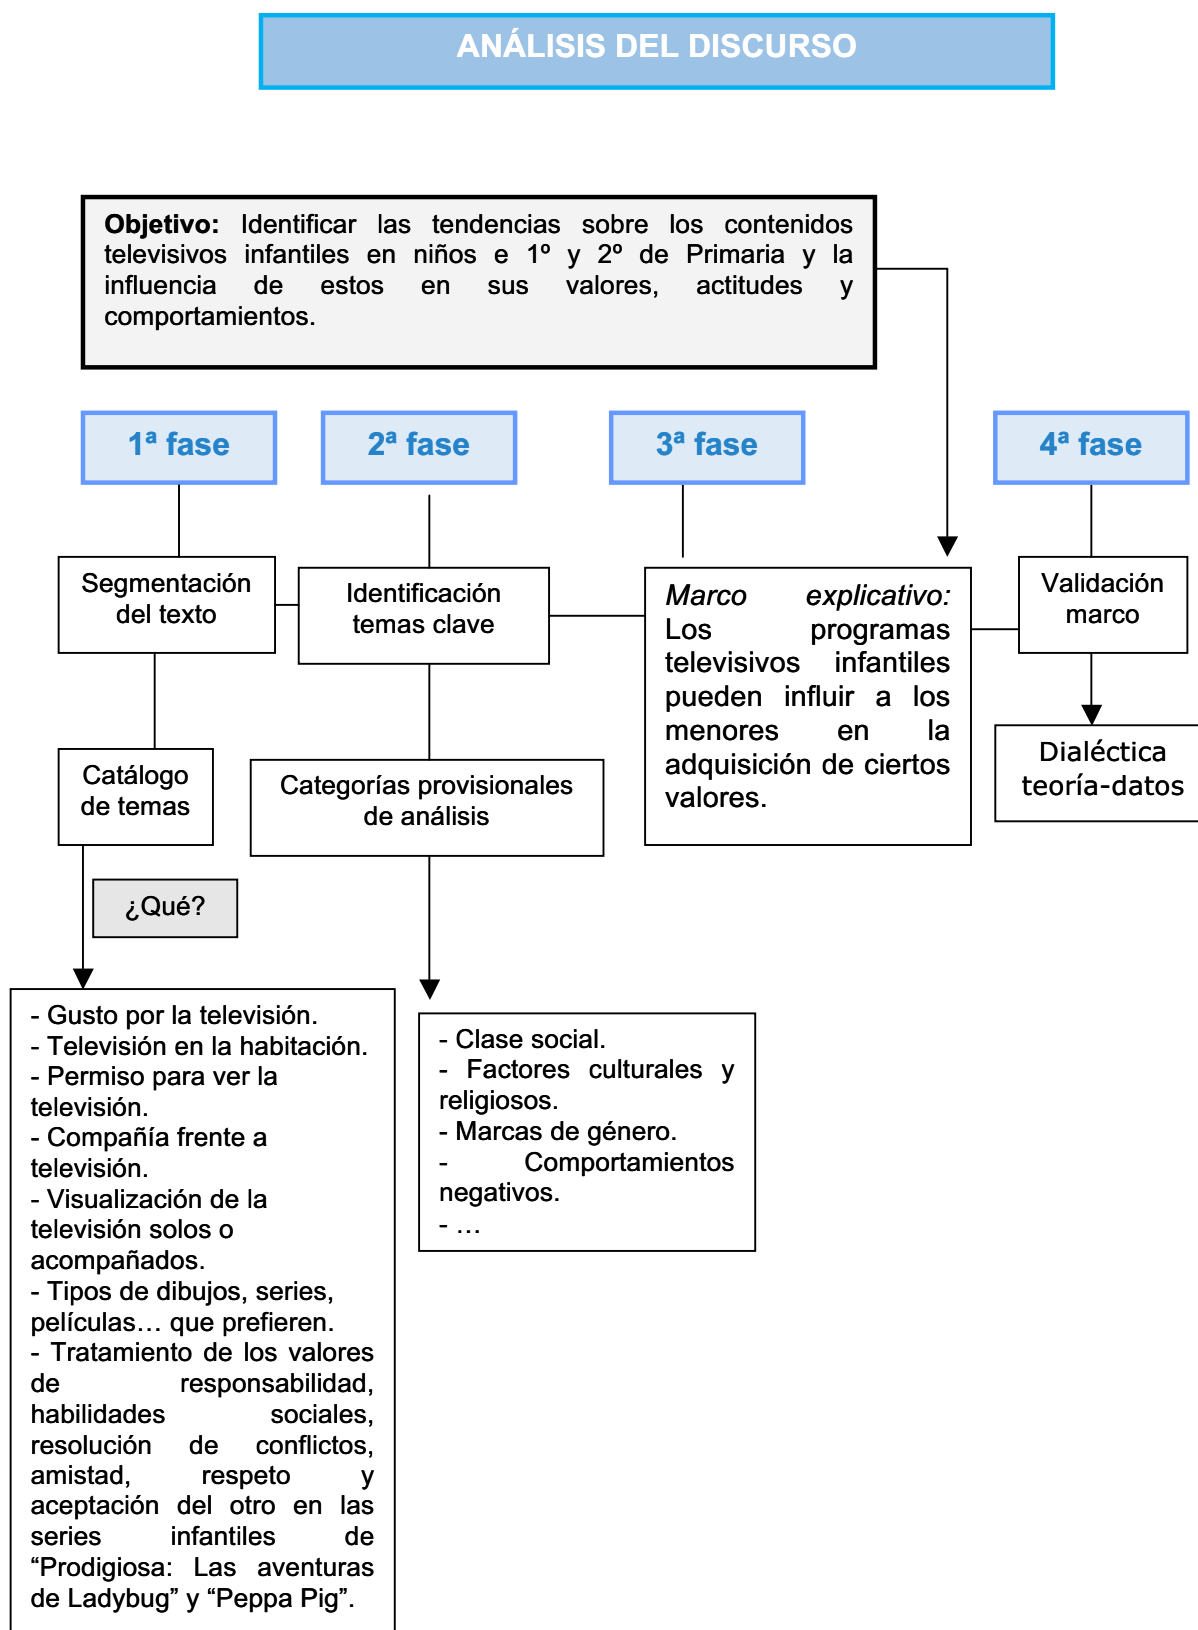 ANÁLISIS DEL DISCURSO
Objetivo: Identificar las tendencias sobre los contenidos
televisivos infantiles en niños e 1º y 2º de Primaria y la
influencia de estos en sus valores, actitudes y
comportamientos.
1ª fase
2ª fase
3ª fase
4ª fase
Segmentación
del texto
Identificación
temas clave
Marco explicativo:
Los programas
televisivos infantiles
pueden influir a los
menores en la
adquisición de ciertos
valores.
Validación
marco
Catálogo
de temas
Categorías provisionales
de análisis
Dialéctica
teoría-datos
¿Qué?
- Gusto por la televisión.
- Televisión en la habitación.
- Permiso para ver la
televisión.
- Compañía frente a
televisión.
- Visualización de la
televisión solos o
acompañados.
- Tipos de dibujos, series,
películas… que prefieren.
- Tratamiento de los valores
de responsabilidad,
habilidades sociales,
resolución de conflictos,
amistad, respeto y
aceptación del otro en las
series infantiles de
“Prodigiosa: Las aventuras
de Ladybug” y “Peppa Pig”.
- Clase social.
- Factores culturales y
religiosos.
- Marcas de género.
- Comportamientos
negativos.
- …